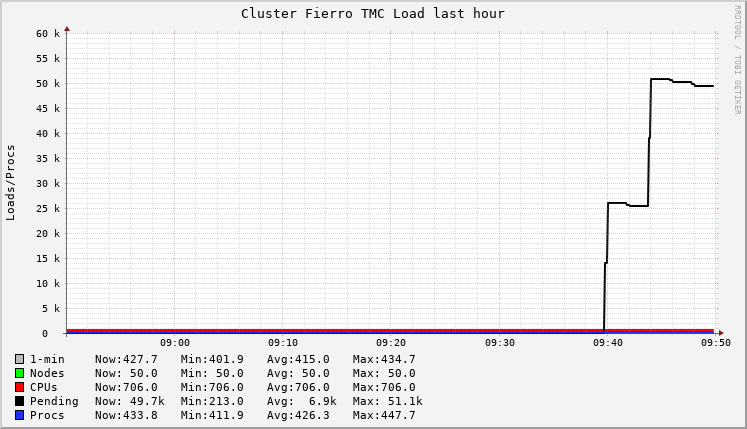 Cluster Fierro TMC Load last hour
RRDTOOL / TOBI OETIKER
Loads/Procs
60 k
55 k
50 k
45 k
40 k
35 k
30 k
25 k
20 k
15 k
10 k
5 k
0
09:00 09:10 09:20 09:30 09:40 09:50
1-min Now:427.7 Min:401.9 Avg:415.0 Max:434.7
Nodes Now: 50.0 Min: 50.0 Avg: 50.0 Max: 50.0
CPUs Now:706.0 Min:706.0 Avg:706.0 Max:706.0
Pending Now: 49.7k Min:213.0 Avg: 6.9k Max: 51.1k
Procs Now:433.8 Min:411.9 Avg:426.3 Max:447.7